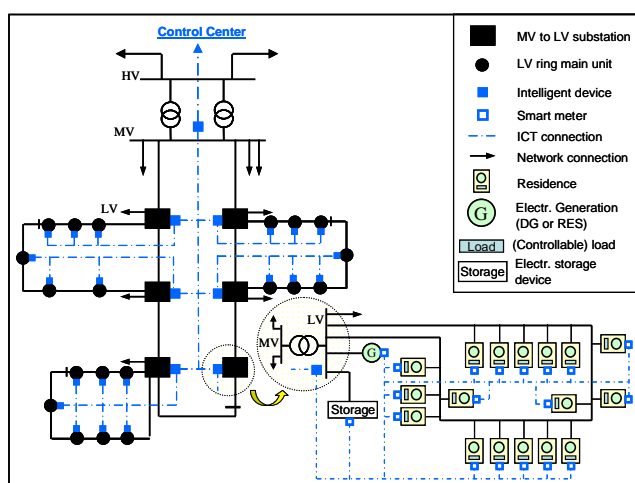 Control Center
HV
MV
LV
LV
MV
G
Storage
MV to LV substation
LV ring main unit
Intelligent device
Smart meter
ICT connection
Network connection
Residence
G
Electr. Generation
(DG or RES)
Load
(Controllable) load
Storage
Electr. storage
device